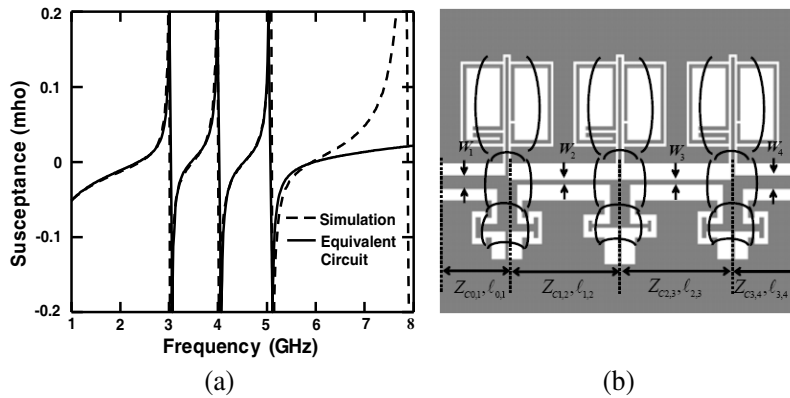 0.2
0.1
0
-0.1
-0.2
Susceptance (mho)
Simulation
Equivalent
Circuit
1 2 3 4 5 6 7 8
Frequency (GHz)
(a)
W1 W2 W3 W4
ZC0,1, ℓ0,1 ZC1,2, ℓ1,2 ZC2,3, ℓ2,3 ZC3,4, ℓ3,4
(b)